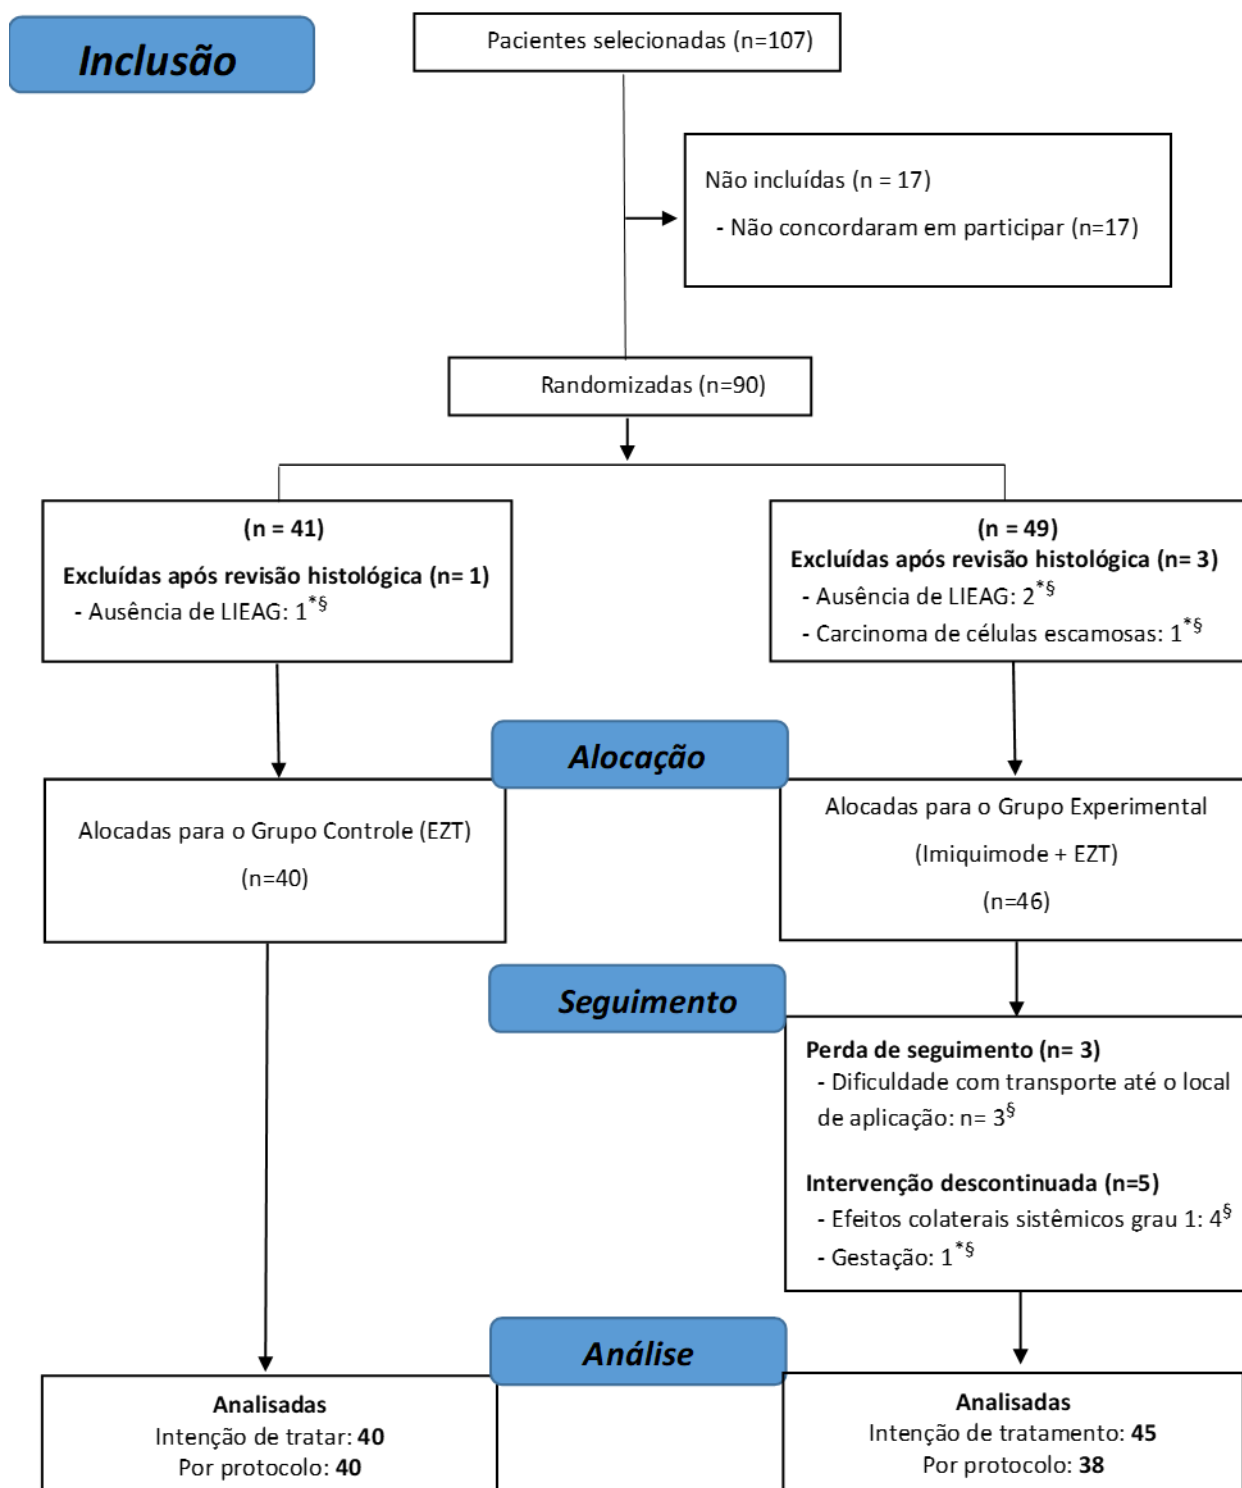 Inclusão
Pacientes selecionadas (n=107)
Não incluídas (n = 17)
- Não concordaram em participar (n=17)
Randomizadas (n=90)
(n = 41)
Excluídas após revisão histológica (n= 1)
- Ausência de LIEAG: 1*§
(n = 49)
Excluídas após revisão histológica (n= 3)
- Ausência de LIEAG: 2*§
- Carcinoma de células escamosas: 1*§
Alocação
Alocadas para o Grupo Controle (EZT)
(n=40)
Alocadas para o Grupo Experimental
(Imiquimode + EZT)
(n=46)
Seguimento
Perda de seguimento (n= 3)
- Dificuldade com transporte até o local
de aplicação: n= 3§
Intervenção descontinuada (n=5)
- Efeitos colaterais sistêmicos grau 1: 4§
- Gestação: 1*§
Análise
Analisadas
Intenção de tratar: 40
Por protocolo: 40
Analisadas
Intenção de tratamento: 45
Por protocolo: 38